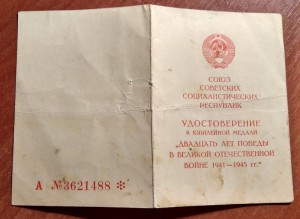 СОЮЗ
СОВЕТСКИХ
СОЦИАЛИСТИЧЕСКИХ
РЕСПУБЛИК
УДОСТОВЕРЕНИЕ
К ЮБИЛЕЙНОЙ МЕДАЛИ
„ДВАДЦАТЬ ЛЕТ ПОБЕДЫ
В ВЕЛИКОЙ ОТЕЧЕСТВЕННОЙ
ВОЙНЕ 1941—1945 гг.“
А №3621488 *